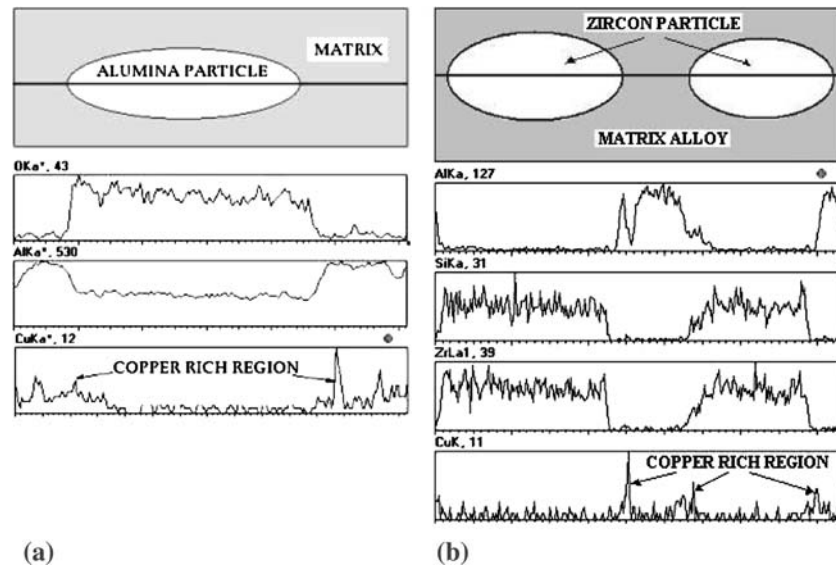 MATRIX
ALUMINA PARTICLE
OKa*, 43
AlKa*, 530
CuKa*, 12
COPPER RICH REGION
(a)
ZIRCON PARTICLE
MATRIX ALLOY
AlKa, 127
SiKa, 31
ZrLa1, 39
CuK, 11
COPPER RICH REGION
(b)